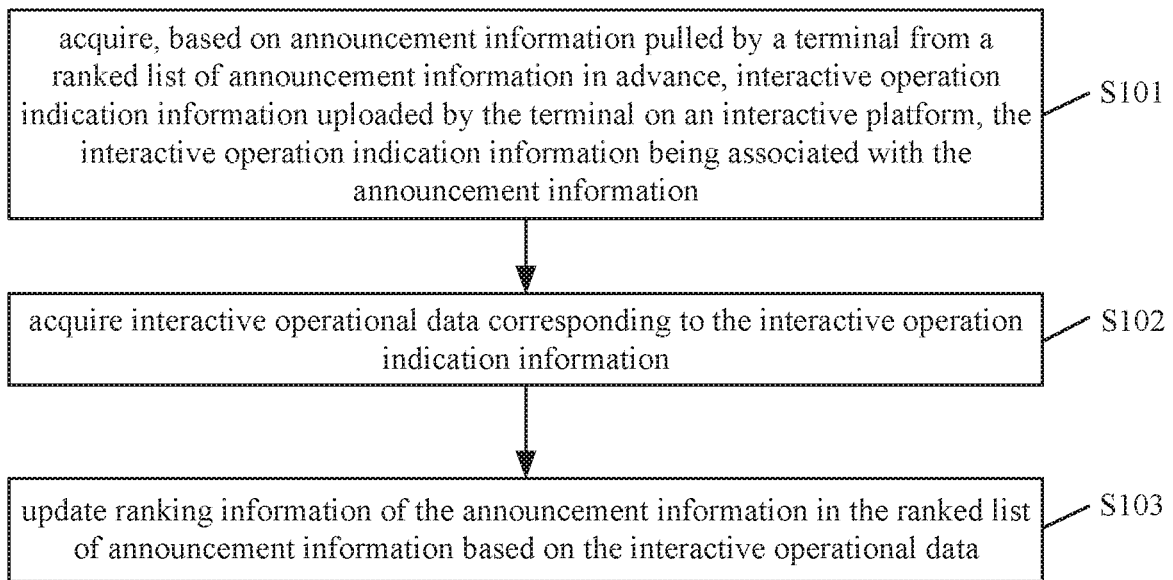 acquire, based on announcement information pulled by a terminal from a
ranked list of announcement information in advance, interactive operation
indication information uploaded by the terminal on an interactive platform, the
interactive operation indication information being associated with the
announcement information
S101
acquire interactive operational data corresponding to the interactive operation
indication information
S102
update ranking information of the announcement information in the ranked list
of announcement information based on the interactive operational data
S103